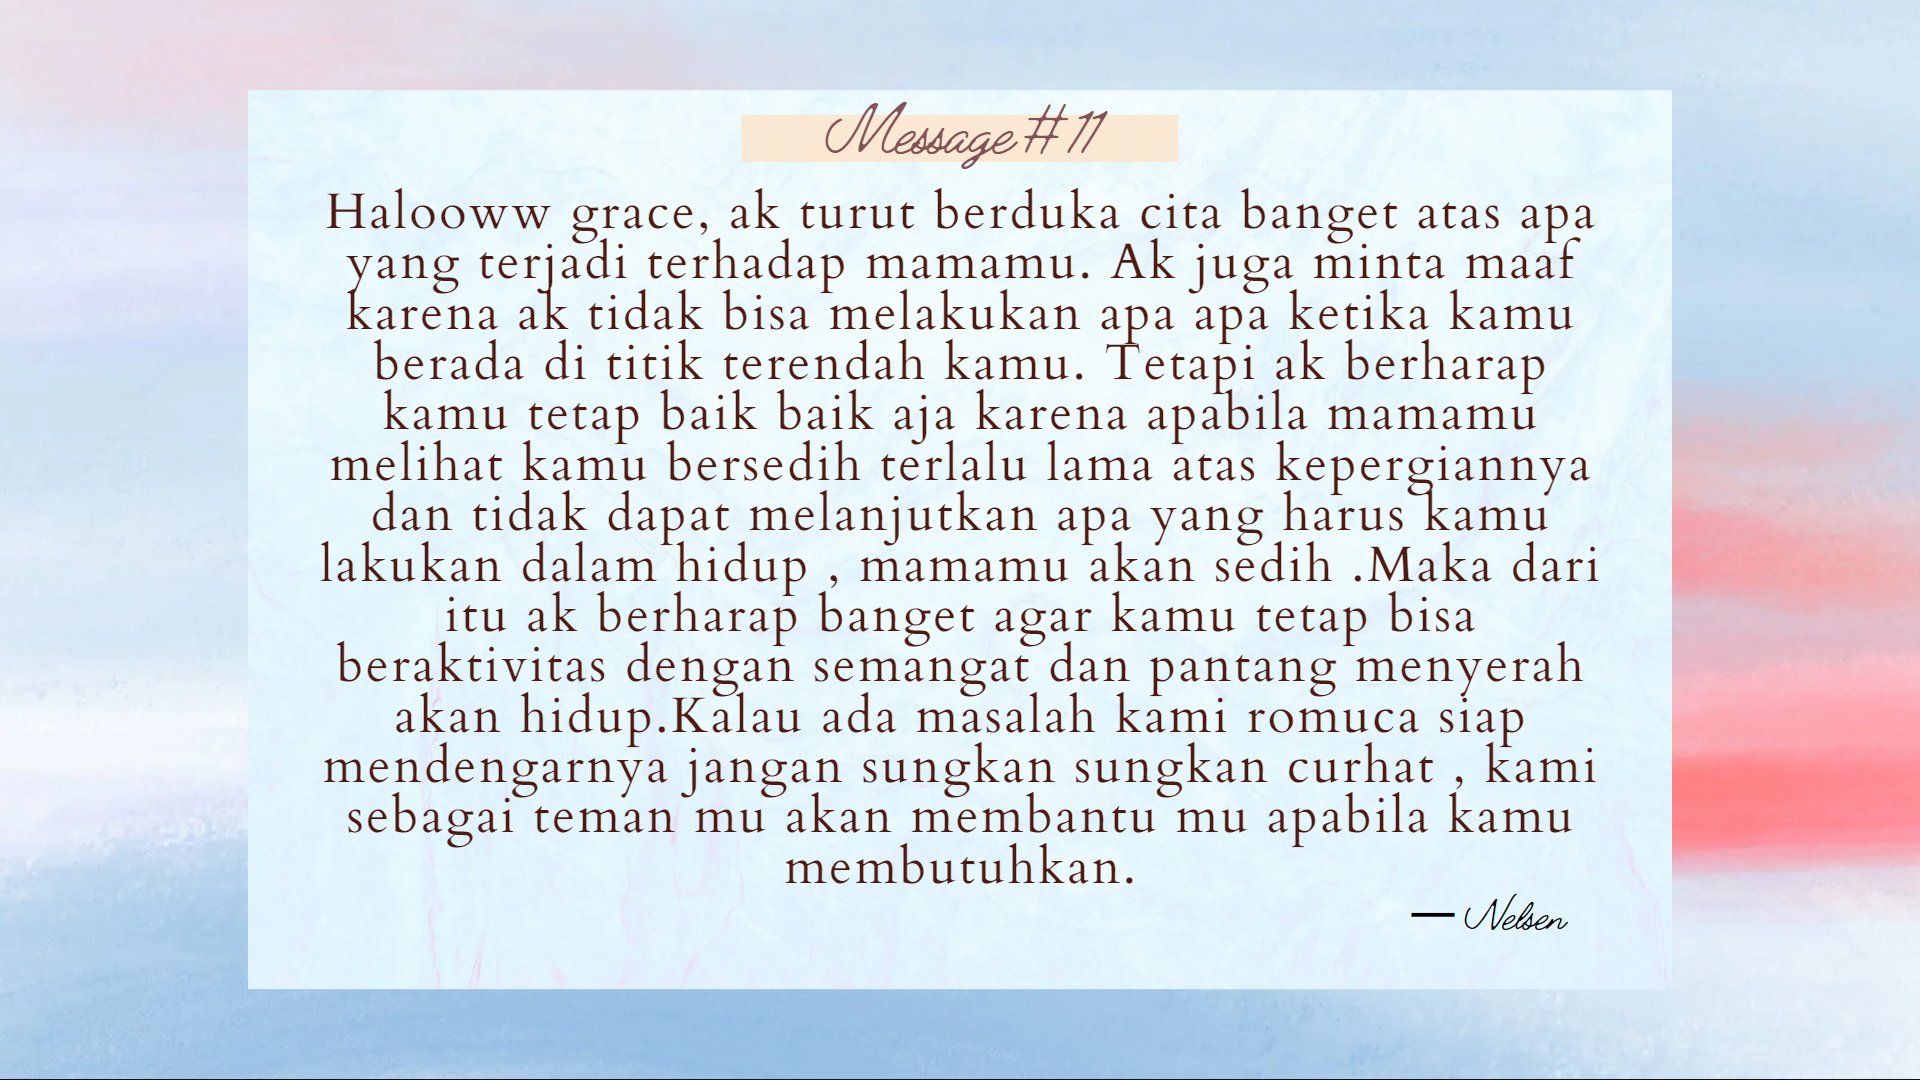 Message #11
Halooww grace, ak turut berduka cita banget atas apa
yang terjadi terhadap mamamu. Ak juga minta maaf
karena ak tidak bisa melakukan apa apa ketika kamu
berada di titik terendah kamu. Tetapi ak berharap
kamu tetap baik baik aja karena apabila mamamu
melihat kamu bersedih terlalu lama atas kepergiannya
dan tidak dapat melanjutkan apa yang harus kamu
lakukan dalam hidup , mamamu akan sedih .Maka dari
itu ak berharap banget agar kamu tetap bisa
beraktivitas dengan semangat dan pantang menyerah
akan hidup.Kalau ada masalah kami romuca siap
mendengarnya jangan sungkan sungkan curhat , kami
sebagai teman mu akan membantu mu apabila kamu
membutuhkan.
— Nelsen